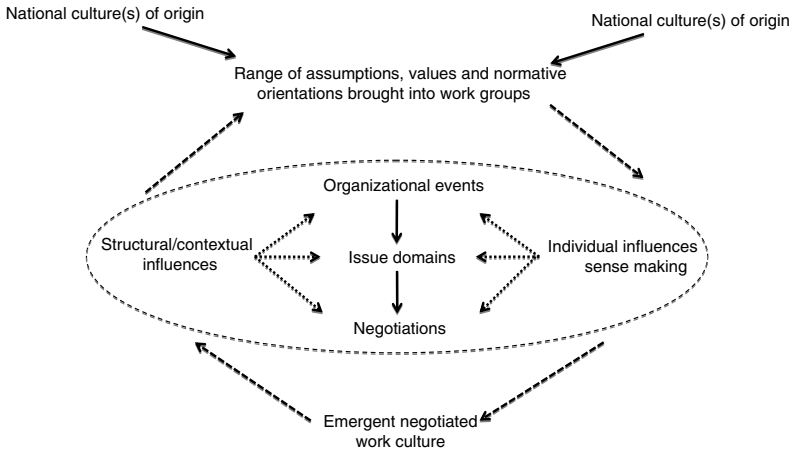 National culture(s) of origin
National culture(s) of origin
Range of assumptions, values and normative
orientations brought into work groups
Organizational events
Structural/contextual
influences
Issue domains
Individual influences
sense making
Negotiations
Emergent negotiated
work culture